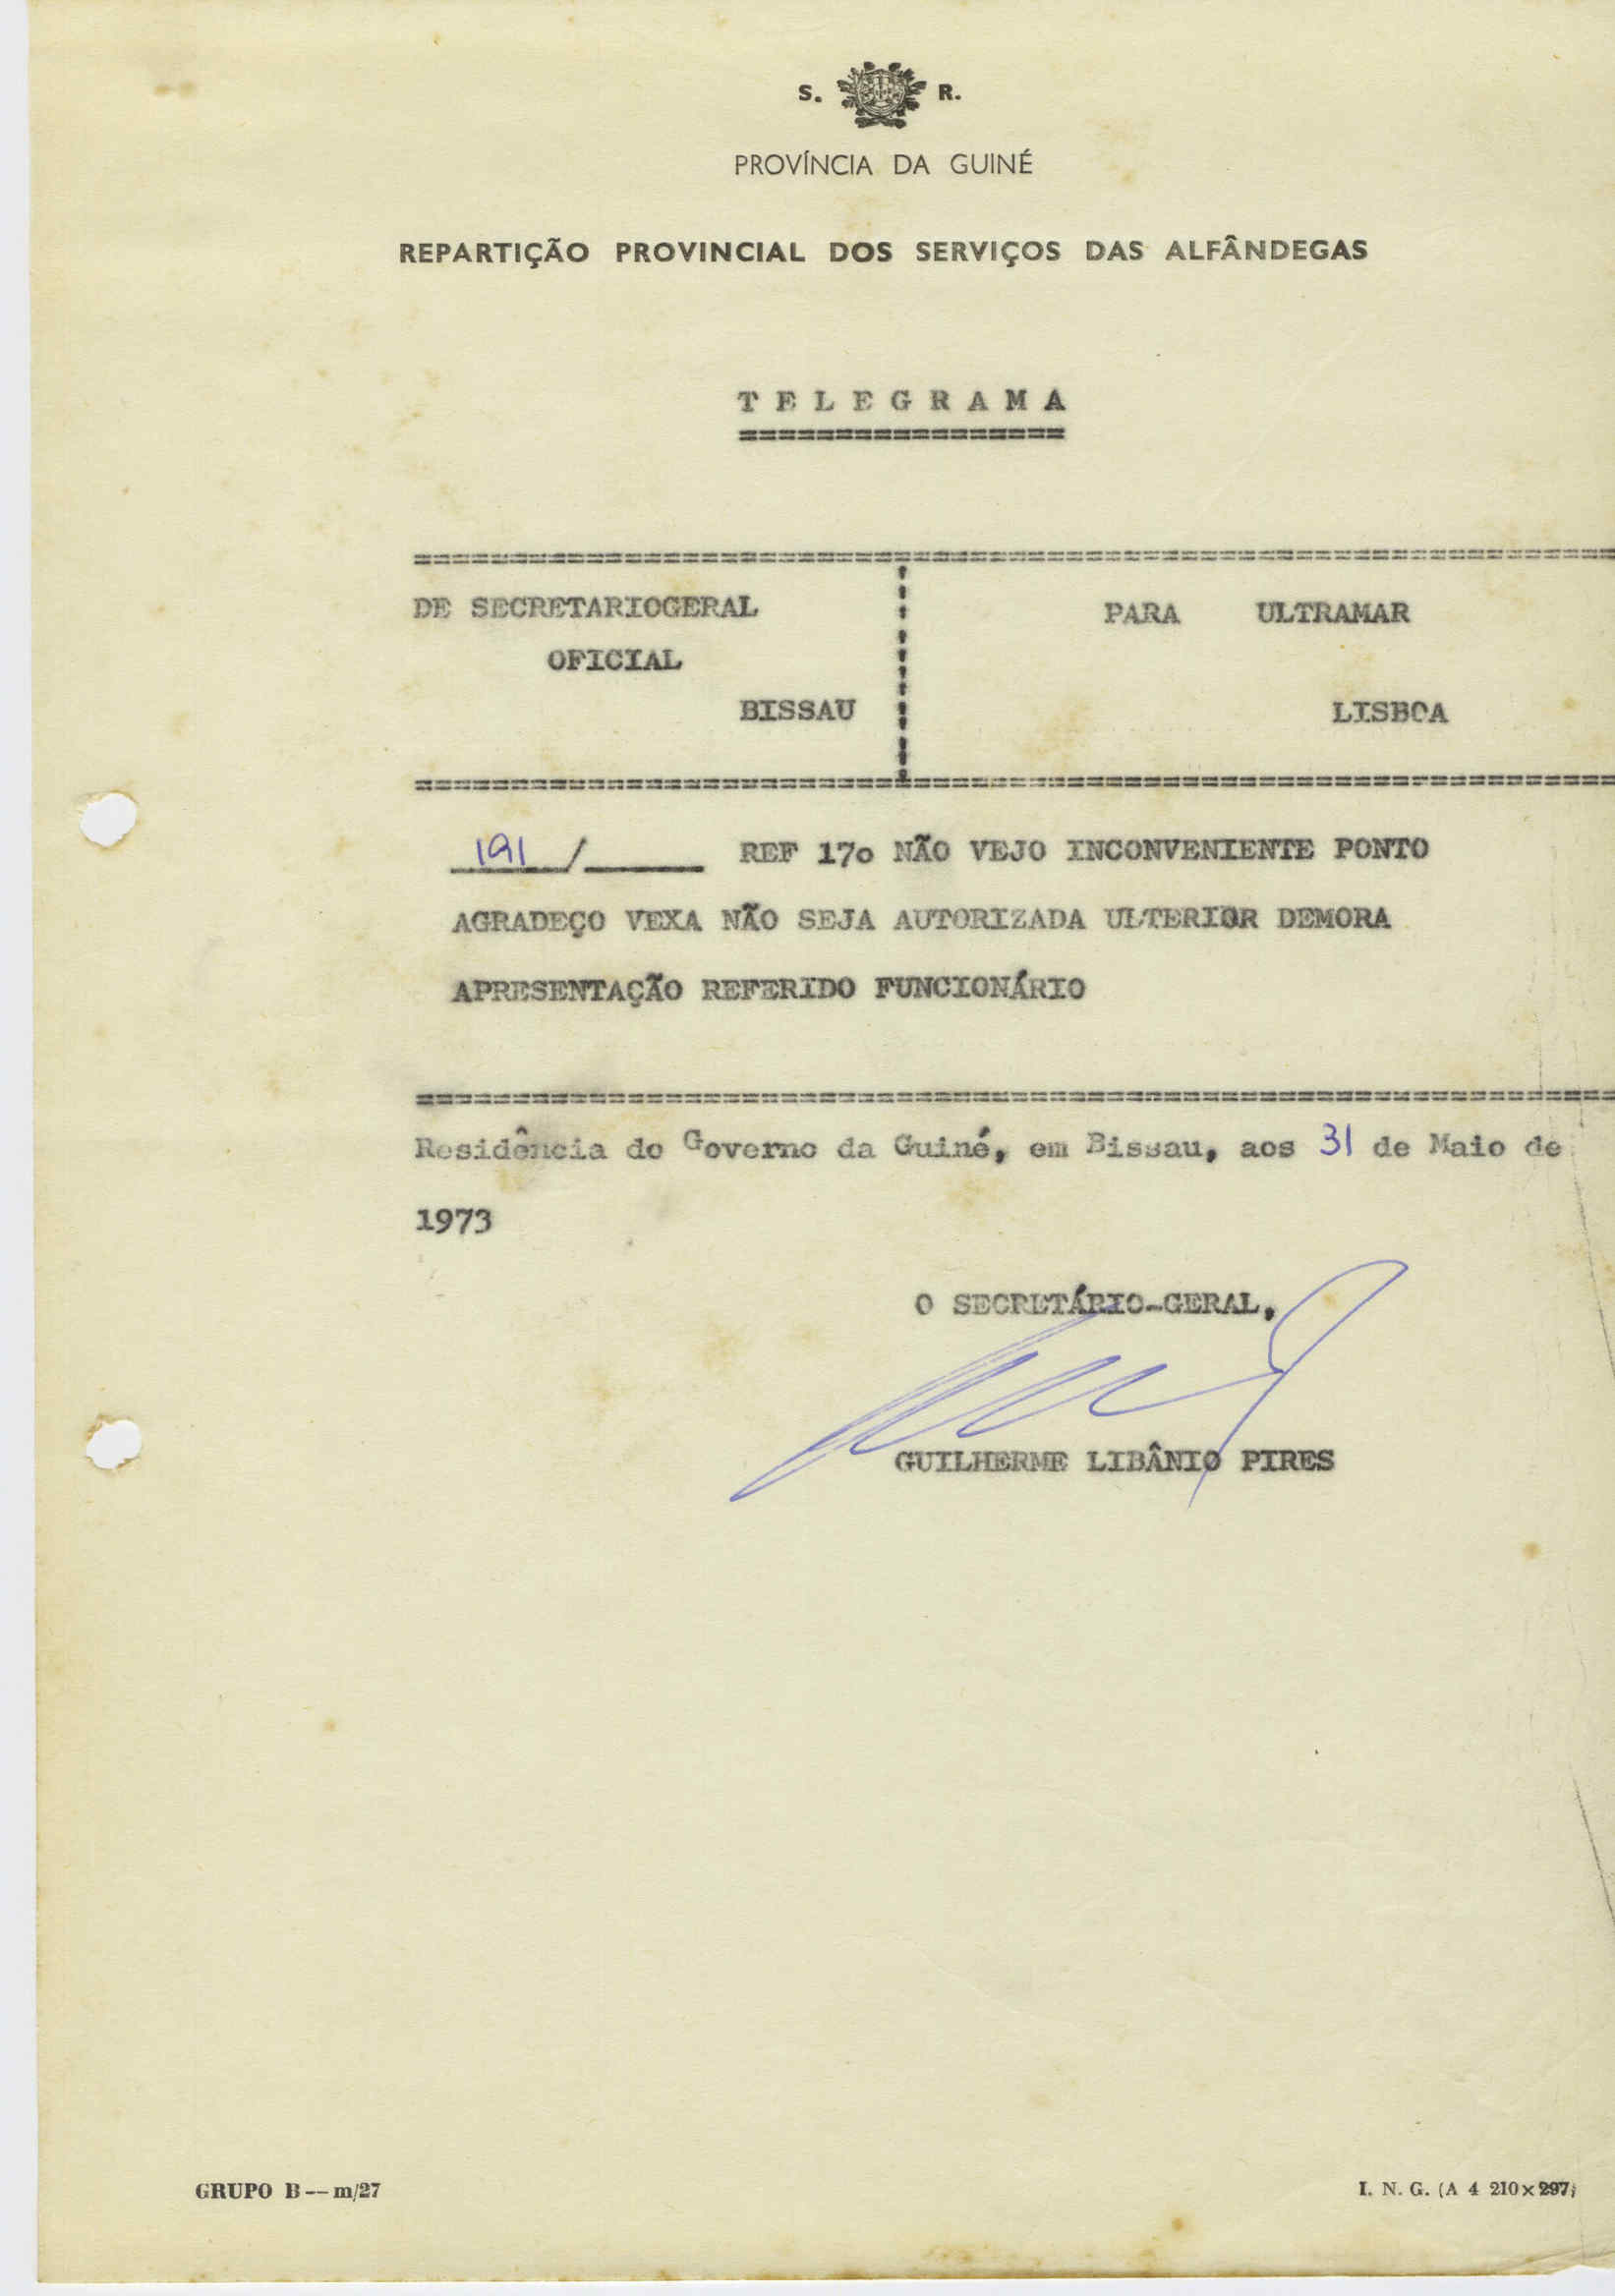 S. R.
PROVÍNCIA DA GUINÉ
REPARTIÇÃO PROVINCIAL DOS SERVIÇOS DAS ALFÂNDEGAS
T E L E G R A M A
=================
DE SECRETARIOGERAL
PARA ULTRAMAR
OFICIAL
BISSAU
LISBOA
191 /       REF 17o NÃO VEJO INCONVENIENTE PONTO
AGRADEÇO VEXA NÃO SEJA AUTORIZADA ULTERIOR DEMORA
APRESENTAÇÃO REFERIDO FUNCIONÁRIO
Residência do Governo da Guiné, em Bissau, aos 31 de Maio de
1973
O SECRETÁRIO-GERAL,
GUILHERME LIBÂNIO PIRES
GRUPO B — m/27
I. N. G. (A 4 210×297)